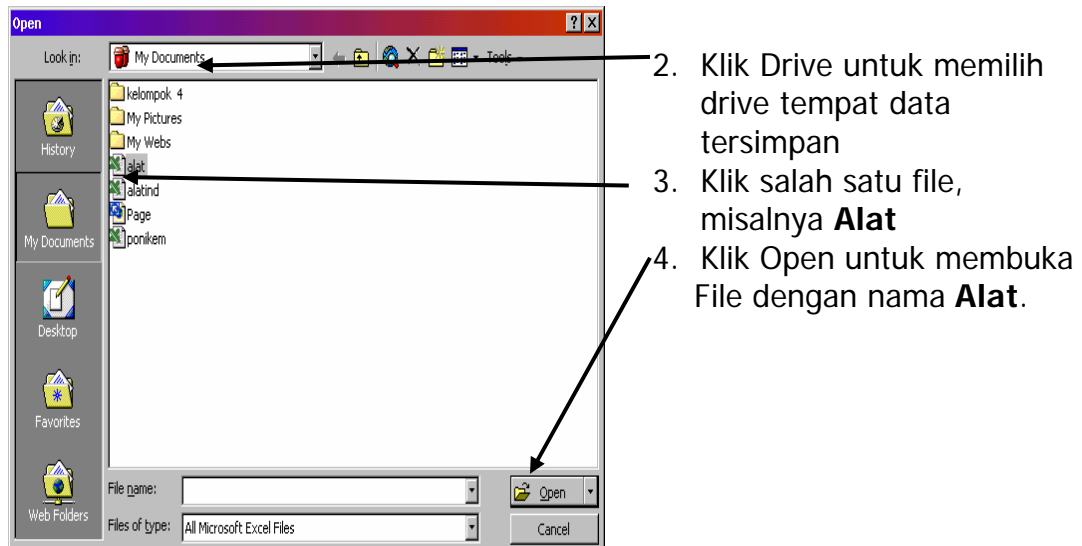 Open
Look in:
My Documents
Tools
History
My Documents
Desktop
Favorites
Web Folders
kelompok 4
My Pictures
My Webs
alat
alatind
Page
ponikem
File name:
Open
Files of type:
All Microsoft Excel Files
Cancel
2. Klik Drive untuk memilih
drive tempat data
tersimpan
3. Klik salah satu file,
misalnya Alat
4. Klik Open untuk membuka
File dengan nama Alat.